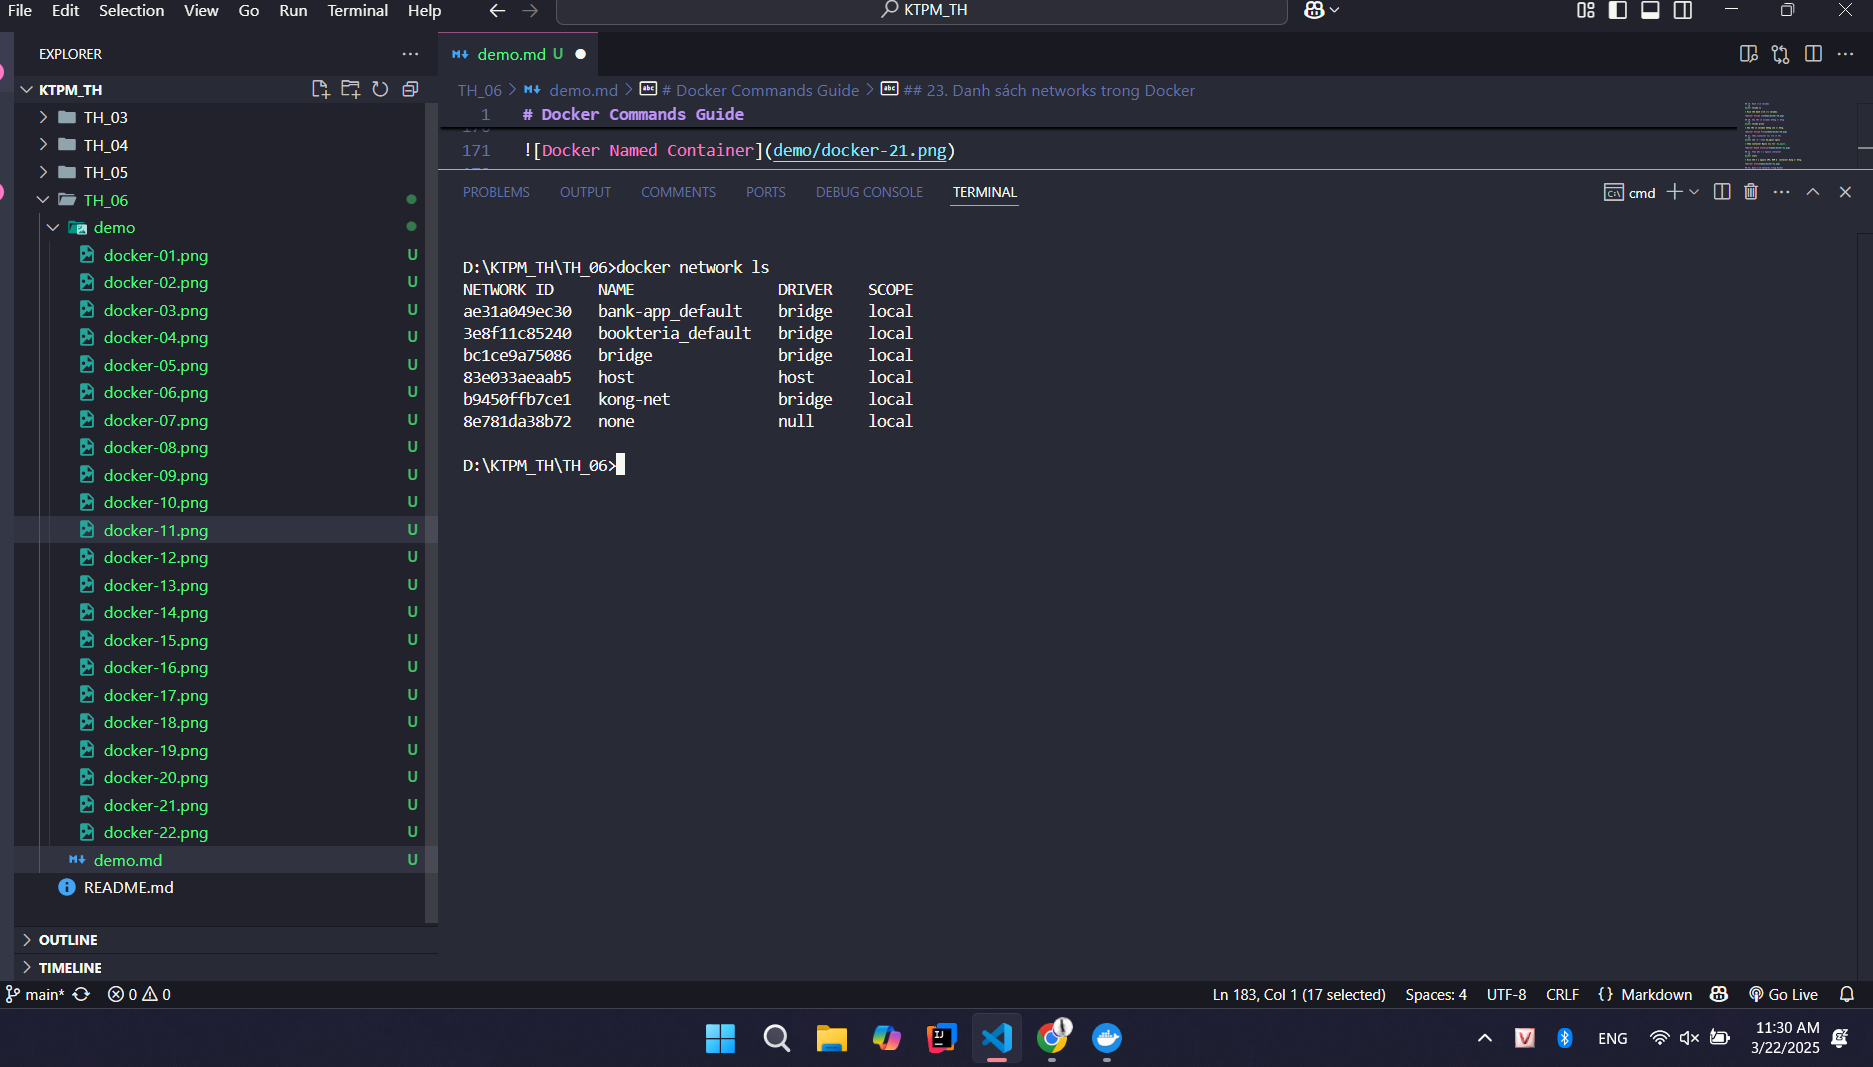 File Edit Selection View Go Run Terminal Help
KTPM_TH
EXPLORER
KTPM_TH
TH_03
TH_04
TH_05
TH_06
demo
docker-01.png U
docker-02.png U
docker-03.png U
docker-04.png U
docker-05.png U
docker-06.png U
docker-07.png U
docker-08.png U
docker-09.png U
docker-10.png U
docker-11.png U
docker-12.png U
docker-13.png U
docker-14.png U
docker-15.png U
docker-16.png U
docker-17.png U
docker-18.png U
docker-19.png U
docker-20.png U
docker-21.png U
docker-22.png U
demo.md U
README.md
OUTLINE
TIMELINE
demo.md U
TH_06 > demo.md > # Docker Commands Guide > ## 23. Danh sách networks trong Docker
1 # Docker Commands Guide
171 ![Docker Named Container](demo/docker-21.png)
PROBLEMS OUTPUT COMMENTS PORTS DEBUG CONSOLE TERMINAL
cmd
D:\KTPM_TH\TH_06>docker network ls
NETWORK ID NAME DRIVER SCOPE
ae31a049ec30 bank-app_default bridge local
3e8f11c85240 bookteria_default bridge local
bc1ce9a75086 bridge bridge local
83e033aeaab5 host host local
b9450ffb7ce1 kong-net bridge local
8e781da38b72 none null local
D:\KTPM_TH\TH_06>
main* 0 0
Ln 183, Col 1 (17 selected) Spaces: 4 UTF-8 CRLF {} Markdown Go Live
ENG
11:30 AM
3/22/2025